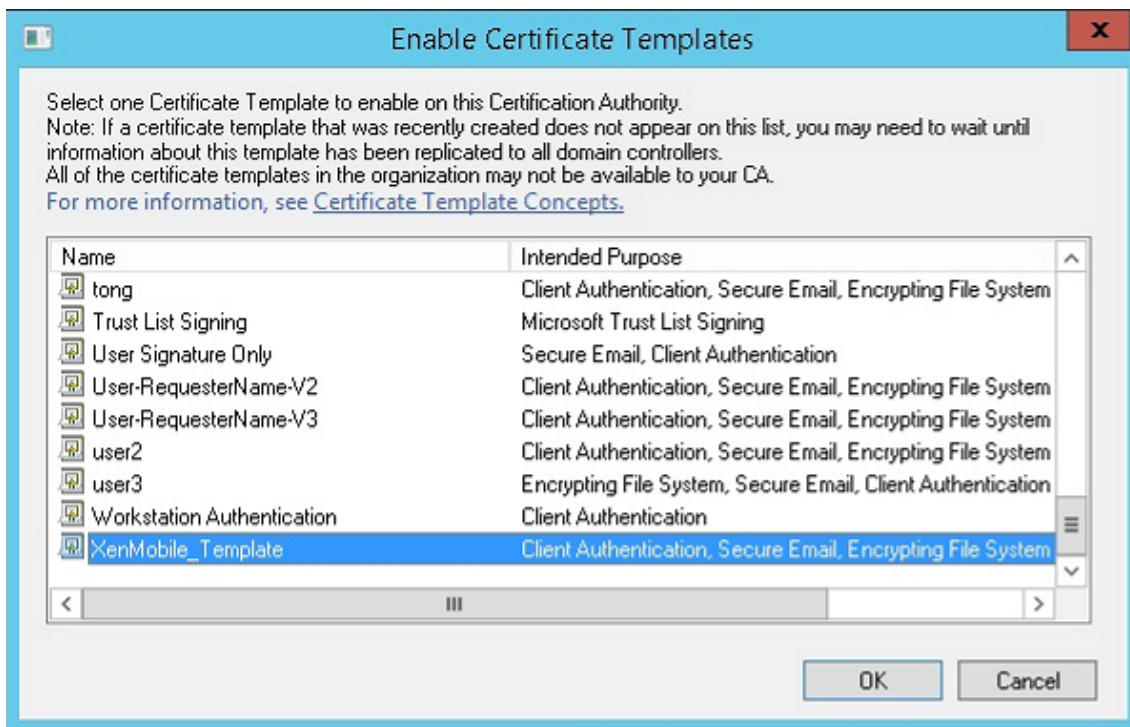 Enable Certificate Templates
x
Select one Certificate Template to enable on this Certification Authority.
Note: If a certificate template that was recently created does not appear on this list, you may need to wait until
information about this template has been replicated to all domain controllers.
All of the certificate templates in the organization may not be available to your CA.
For more information, see Certificate Template Concepts.
Name Intended Purpose
tong Client Authentication, Secure Email, Encrypting File System
Trust List Signing Microsoft Trust List Signing
User Signature Only Secure Email, Client Authentication
User-RequesterName-V2 Client Authentication, Secure Email, Encrypting File System
User-RequesterName-V3 Client Authentication, Secure Email, Encrypting File System
user2 Client Authentication, Secure Email, Encrypting File System
user3 Encrypting File System, Secure Email, Client Authentication
Workstation Authentication Client Authentication
XenMobile_Template Client Authentication, Secure Email, Encrypting File System
OK Cancel